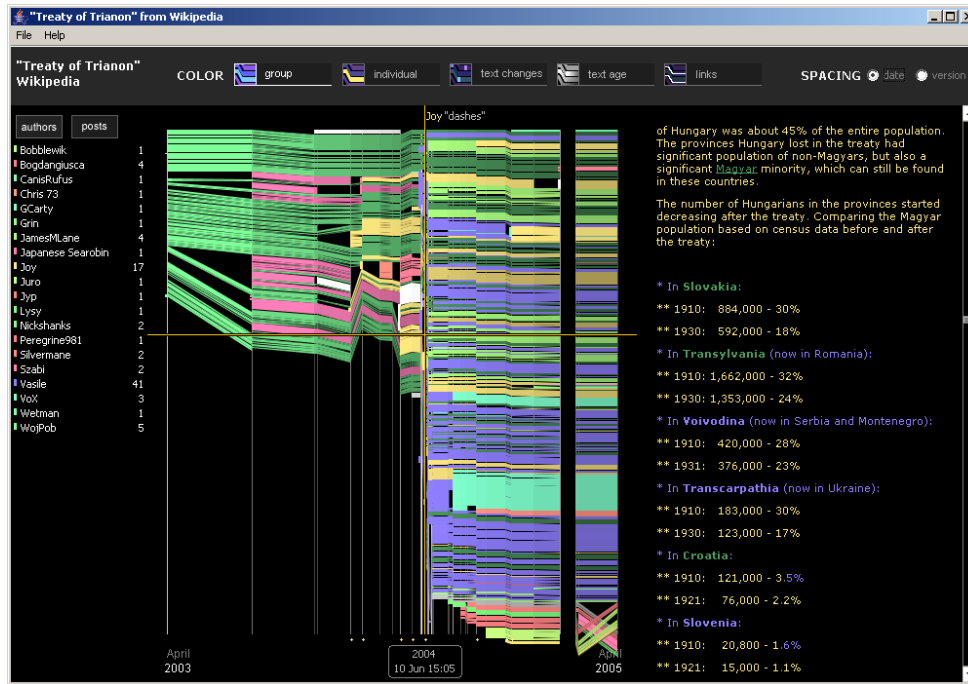 "Treaty of Trianon" from Wikipedia
File Help
"Treaty of Trianon"
Wikipedia
COLOR group individual text changes text age links SPACING date version
authors posts
Joy "dashes"
Bobblewik 1
Bogdangiusca 4
CanisRufus 1
Chris 73 1
GCarty 1
Grin 1
JamesMLane 4
Japanese Searobin 1
Joy 17
Juro 1
Jyp 1
Lysy 1
Nickshanks 2
Peregrine981 1
Silvermane 2
Szabi 2
Vasile 41
VoX 3
Wetman 1
WojPob 5
of Hungary was about 45% of the entire population.
The provinces Hungary lost in the treaty had
significant population of non-Magyars, but also a
significant Magyar minority, which can still be found
in these countries.
The number of Hungarians in the provinces started
decreasing after the treaty. Comparing the Magyar
population based on census data before and after
the treaty:
* In Slovakia:
** 1910: 884,000 - 30%
** 1930: 592,000 - 18%
* In Transylvania (now in Romania):
** 1910: 1,662,000 - 32%
** 1930: 1,353,000 - 24%
* In Voivodina (now in Serbia and Montenegro):
** 1910: 420,000 - 28%
** 1931: 376,000 - 23%
* In Transcarpathia (now in Ukraine):
** 1910: 183,000 - 30%
** 1930: 123,000 - 17%
* In Croatia:
** 1910: 121,000 - 3.5%
** 1921: 76,000 - 2.2%
* In Slovenia:
** 1910: 20,800 - 1.6%
** 1921: 15,000 - 1.1%
April
2003
2004
10 Jun 15:05
April
2005